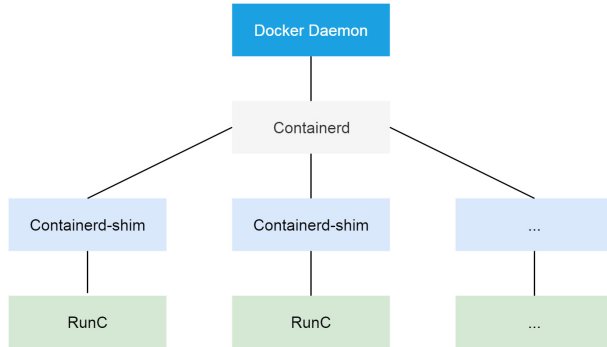 Docker Daemon
Containerd
Containerd-shim
Containerd-shim
...
RunC
RunC
...